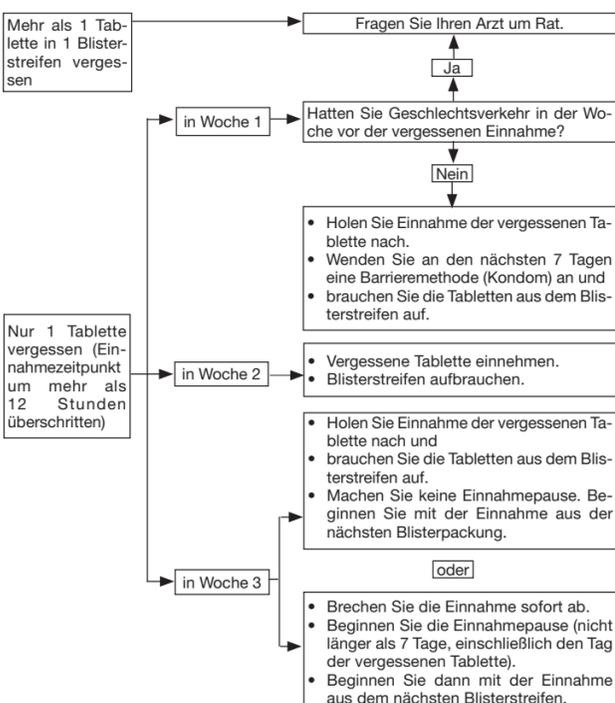 Mehr als 1 Tab-
lette in 1 Blister-
streifen verges-
sen
Fragen Sie Ihren Arzt um Rat.
Ja
in Woche 1
Hatten Sie Geschlechtsverkehr in der Wo-
che vor der vergessenen Einnahme?
Nein
• Holen Sie Einnahme der vergessenen Ta-
blette nach.
• Wenden Sie an den nächsten 7 Tagen
eine Barrieremethode (Kondom) an und
• brauchen Sie die Tabletten aus dem Blis-
terstreifen auf.
Nur 1 Tablette
vergessen (Ein-
nahmezeitpunkt
um mehr als
12 Stunden
überschritten)
in Woche 2
• Vergessene Tablette einnehmen.
• Blisterstreifen aufbrauchen.
• Holen Sie Einnahme der vergessenen Ta-
blette nach und
• brauchen Sie die Tabletten aus dem Blis-
terstreifen auf.
• Machen Sie keine Einnahmepause. Be-
ginnen Sie mit der Einnahme aus der
nächsten Blisterpackung.
in Woche 3
oder
• Brechen Sie die Einnahme sofort ab.
• Beginnen Sie die Einnahmepause (nicht
länger als 7 Tage, einschließlich den Tag
der vergessenen Tablette).
• Beginnen Sie dann mit der Einnahme
aus dem nächsten Blisterstreifen.